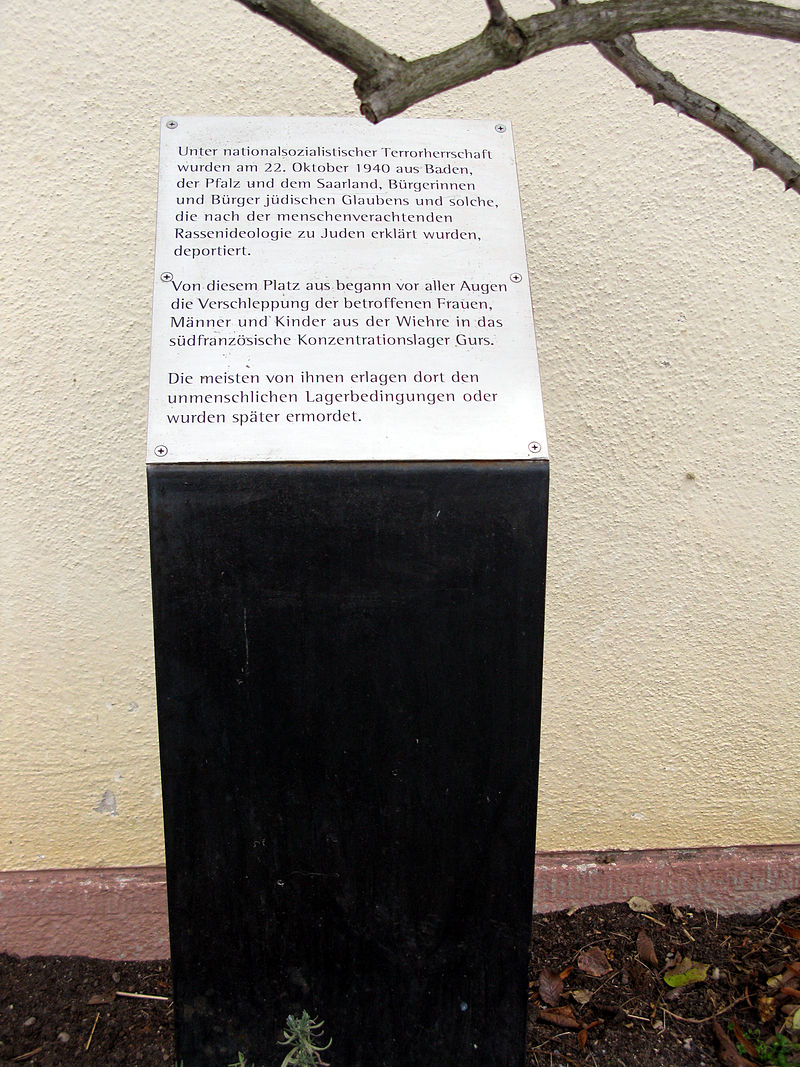 Unter nationalsozialistischer Terrorherrschaft
wurden am 22. Oktober 1940 aus Baden,
der Pfalz und dem Saarland, Bürgerinnen
und Bürger jüdischen Glaubens und solche,
die nach der menschenverachtenden
Rassenideologie zu Juden erklärt wurden,
deportiert.
Von diesem Platz aus begann vor aller Augen
die Verschleppung der betroffenen Frauen,
Männer und Kinder aus der Wiehre in das
südfranzösische Konzentrationslager Gurs.
Die meisten von ihnen erlagen dort den
unmenschlichen Lagerbedingungen oder
wurden später ermordet.